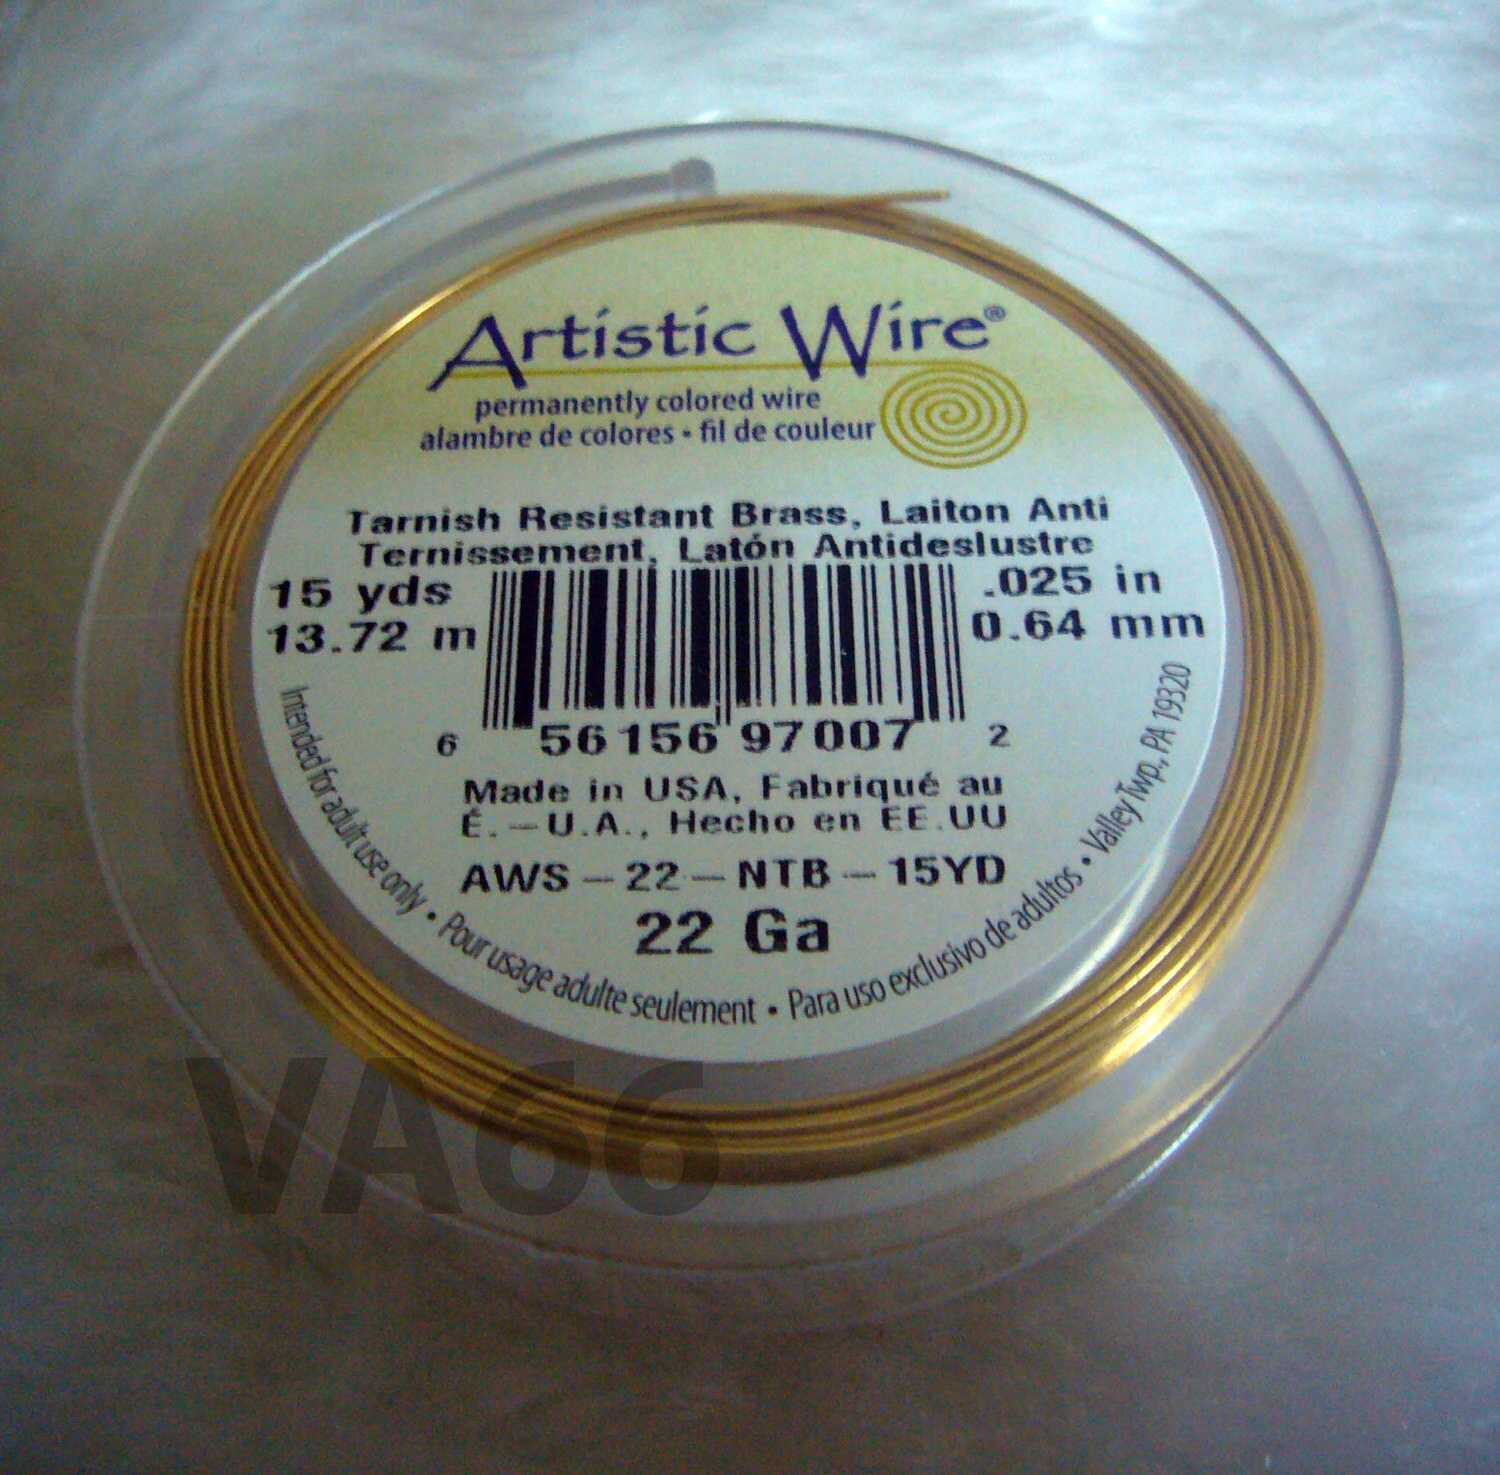 Artistic Wire®
permanently colored wire
alambre de colores • fil de couleur
Tarnish Resistant Brass, Laiton Anti
Ternissement, Latón Antideslustre
15 yds
13.72 m
.025 in
0.64 mm
6 56156 97007 2
Made in USA, Fabriqué au
É.-U.A., Hecho en EE.UU
AWS-22-NTB-15YD
22 Ga
Intended for adult use only • Pour usage adulte seulement • Para uso exclusivo de adultos • Valley Twp., PA 19320
VA66